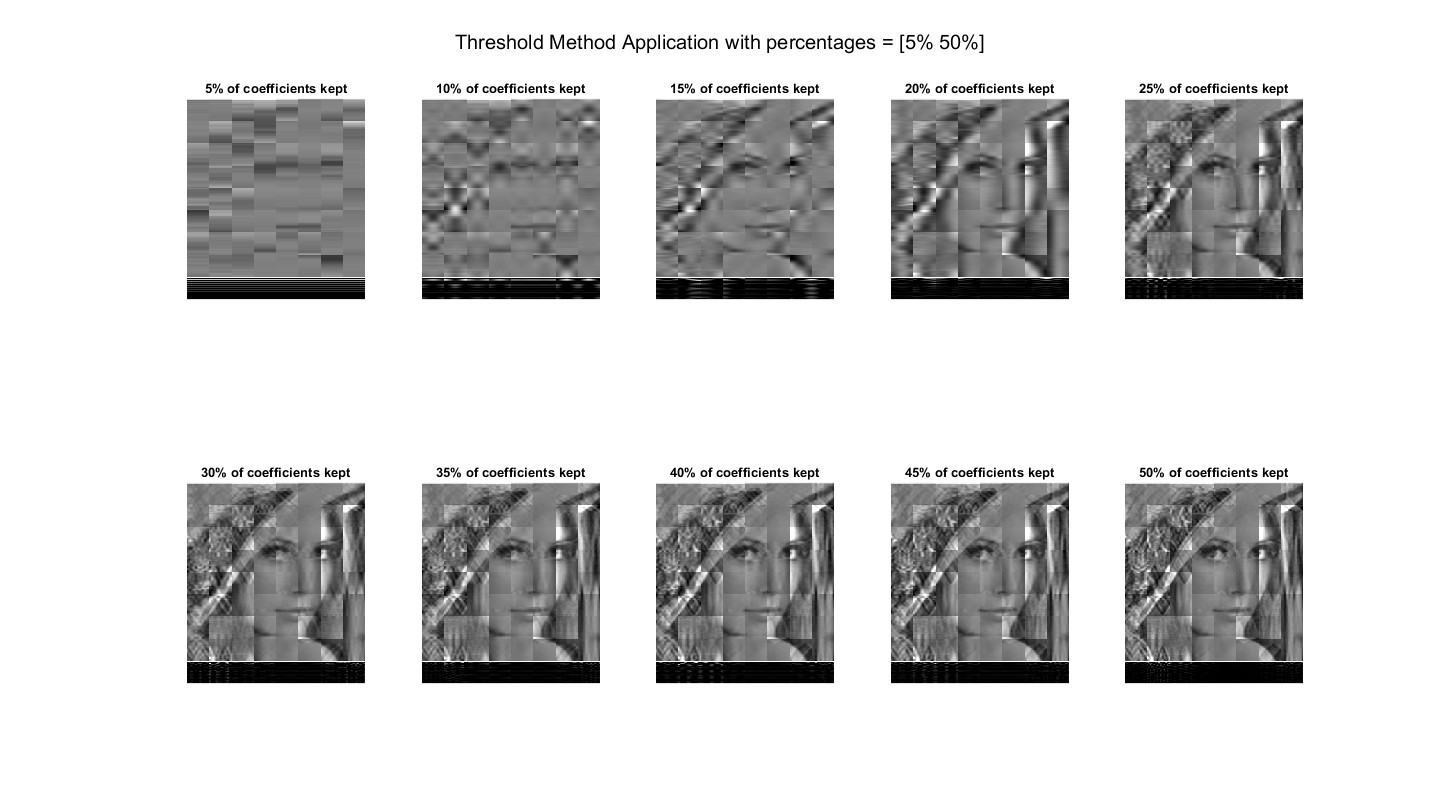 Threshold Method Application with percentages = [5% 50%]
5% of coefficients kept
10% of coefficients kept
15% of coefficients kept
20% of coefficients kept
25% of coefficients kept
30% of coefficients kept
35% of coefficients kept
40% of coefficients kept
45% of coefficients kept
50% of coefficients kept